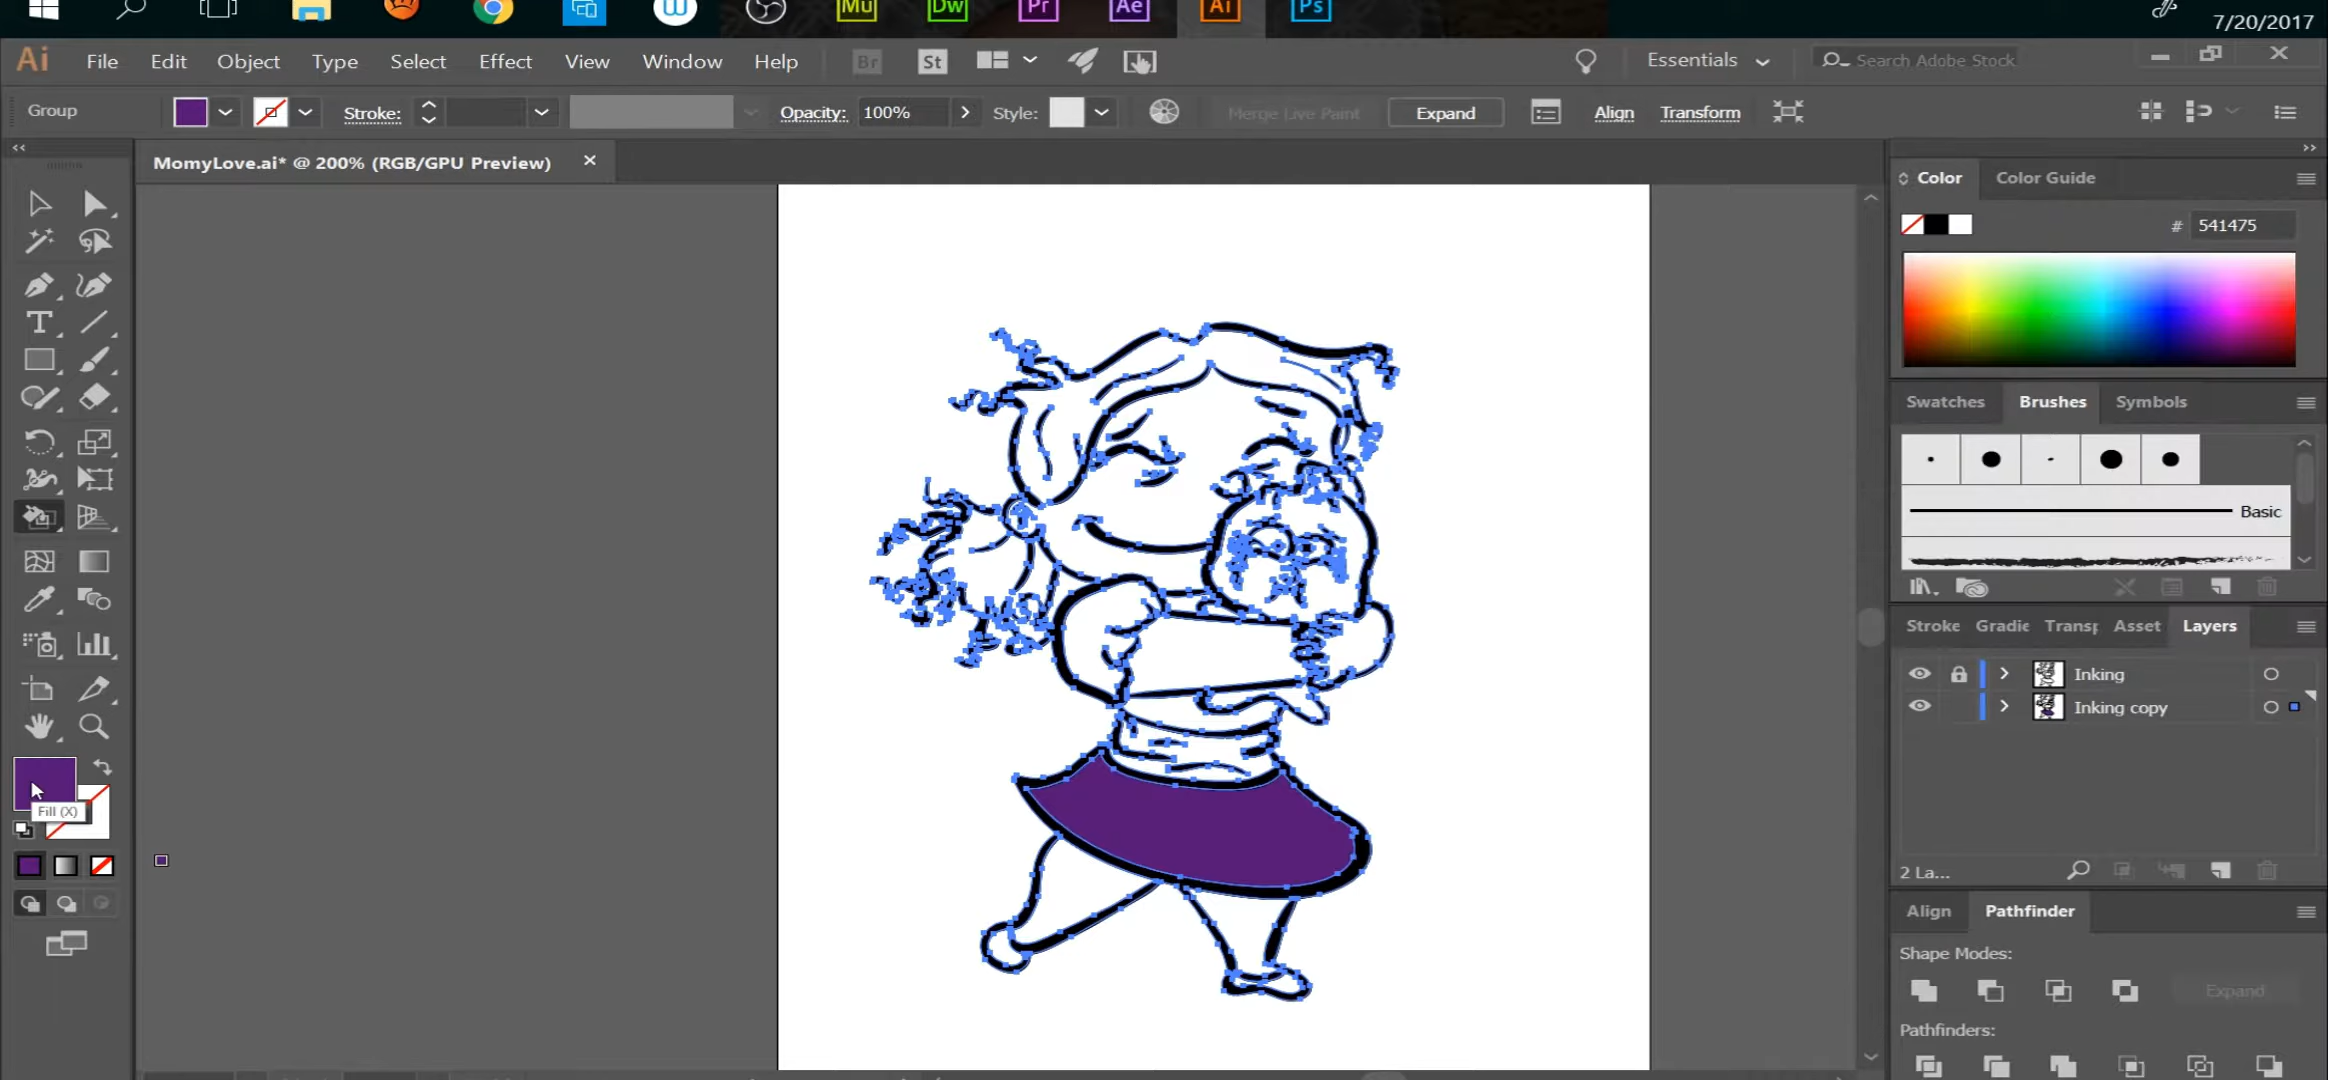 Mu Dw Pr Ae Ai Ps
7/20/2017
Ai File Edit Object Type Select Effect View Window Help Br St Essentials Search Adobe Stock
Group Stroke: Opacity: 100% Style: Merge Live Paint Expand Align Transform
MomyLove.ai* @ 200% (RGB/GPU Preview)
Color Color Guide
# 541475
Swatches Brushes Symbols
Basic
Stroke Gradie Transp Asset Layers
Inking
Inking copy
Fill (X)
2 La...
Align Pathfinder
Shape Modes:
Expand
Pathfinders: